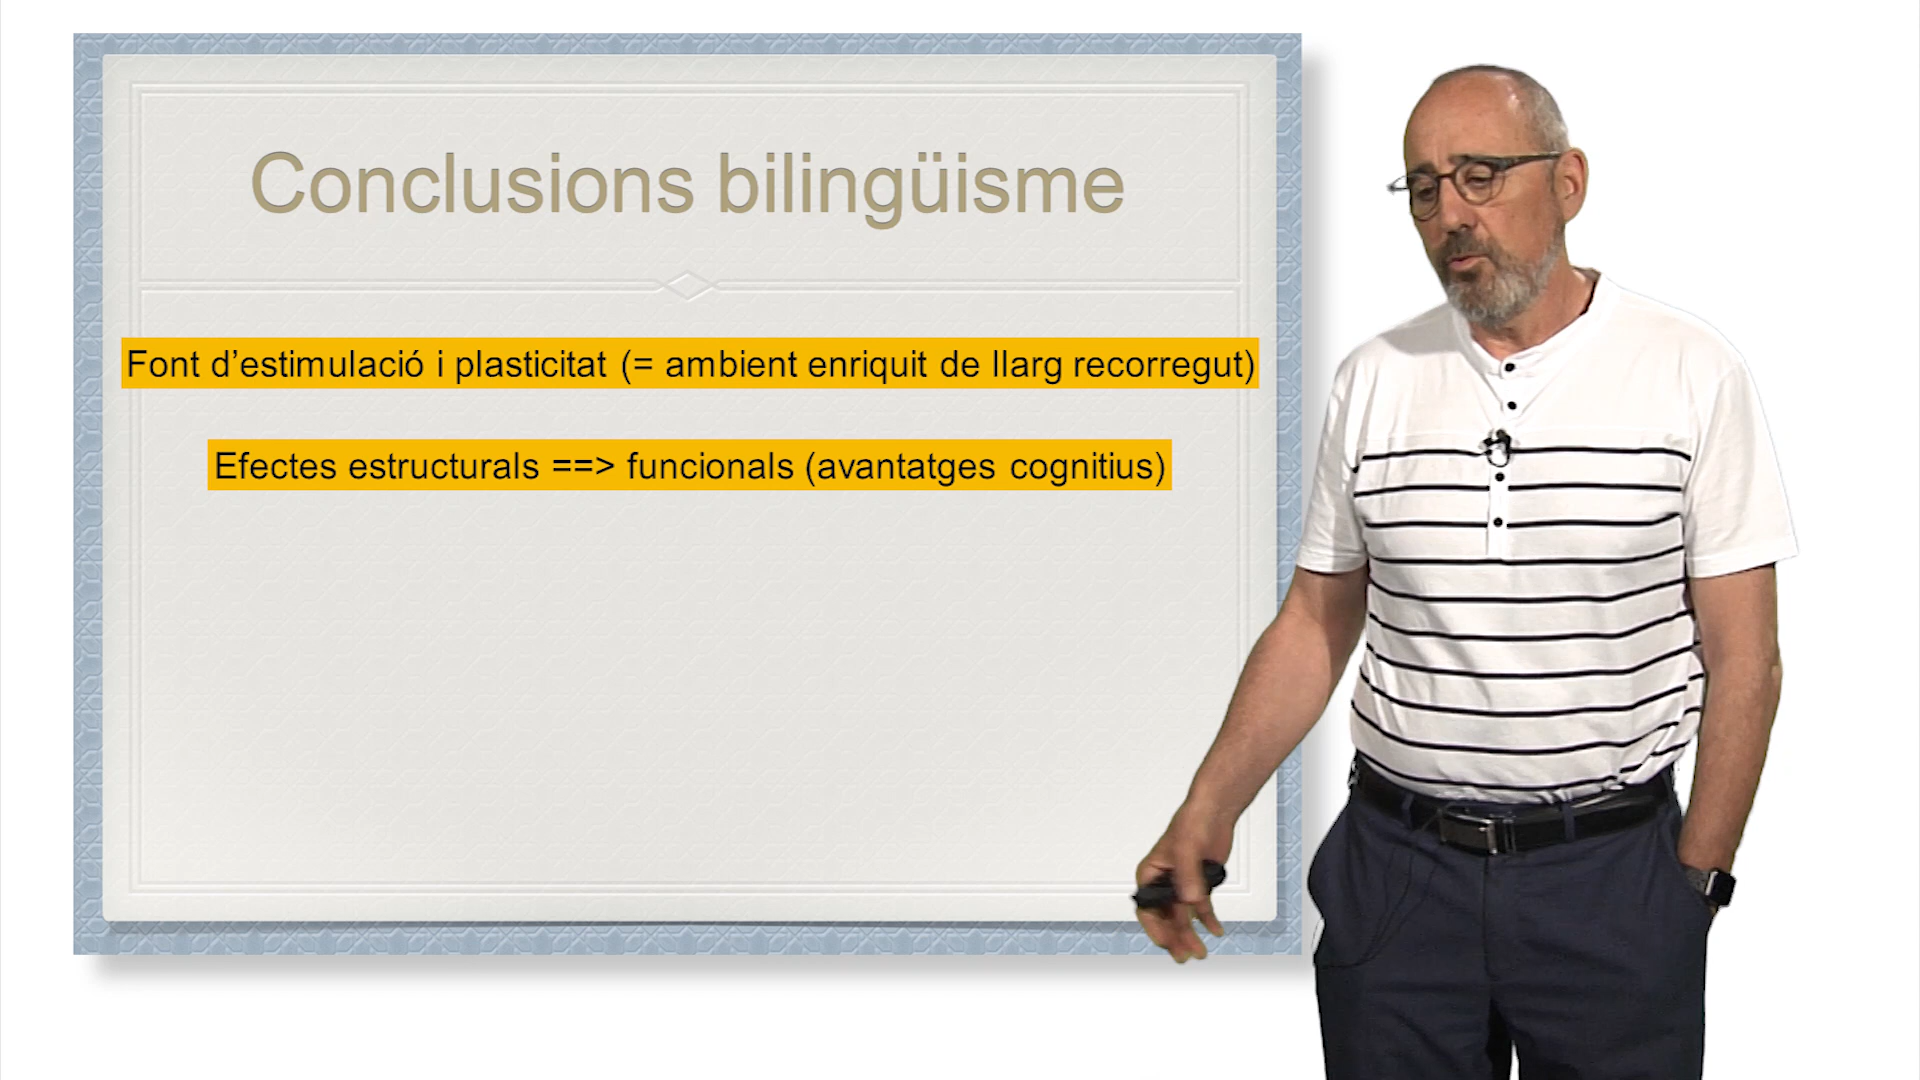 Conclusions bilingüisme
Font d’estimulació i plasticitat (= ambient enriquit de llarg recorregut)
Efectes estructurals ==> funcionals (avantatges cognitius)